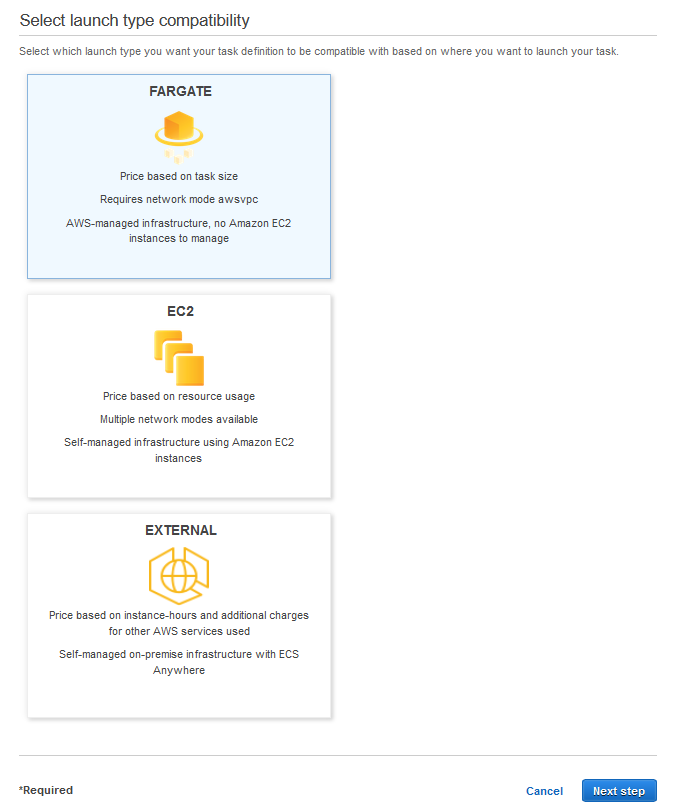 Select launch type compatibility
Select which launch type you want your task definition to be compatible with based on where you want to launch your task.
FARGATE
Price based on task size
Requires network mode awsvpc
AWS-managed infrastructure, no Amazon EC2
instances to manage
EC2
Price based on resource usage
Multiple network modes available
Self-managed infrastructure using Amazon EC2
instances
EXTERNAL
Price based on instance-hours and additional charges
for other AWS services used
Self-managed on-premise infrastructure with ECS
Anywhere
*Required
Cancel
Next step